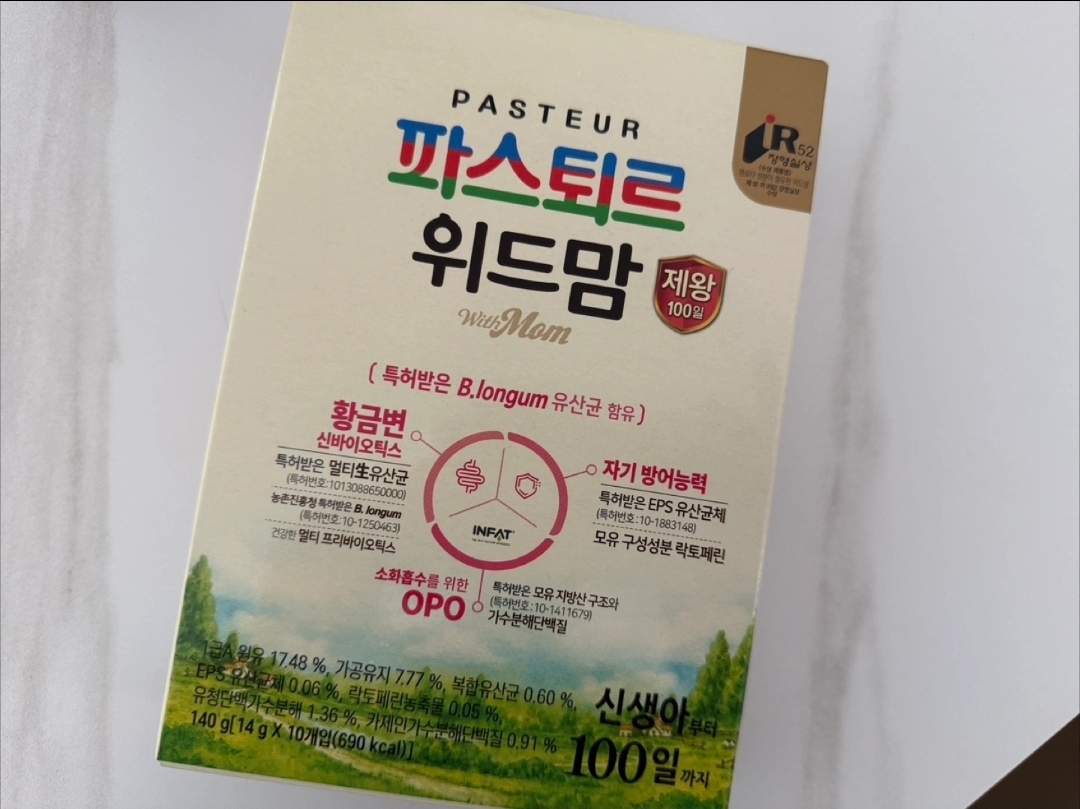 PASTEUR
파스퇴르
위드맘
With Mom
제왕
100일
iR52
장영실상
( 특허받은 B.longum 유산균 함유 )
황금변
신바이오틱스
특허받은 멀티生유산균
(특허번호:1013088650000)
농촌진흥청 특허받은 B. longum
(특허번호:10-1250463)
건강한 멀티 프리바이오틱스
자기 방어능력
특허받은 EPS 유산균체
(특허번호:10-1883148)
모유 구성성분 락토페린
INFAT
소화흡수를 위한
OPO
특허받은 모유 지방산 구조와
(특허번호:10-1411679)
가수분해단백질
1급A 원유 17.48 %, 가공유지 7.77 %, 복합유산균 0.60 %,
EPS 유산균체 0.06 %, 락토페린농축물 0.05 %,
유청단백가수분해 1.36 %, 카제인가수분해단백질 0.91 %
140 g[14 g X 10개입(690 kcal)]
신생아부터
100일까지